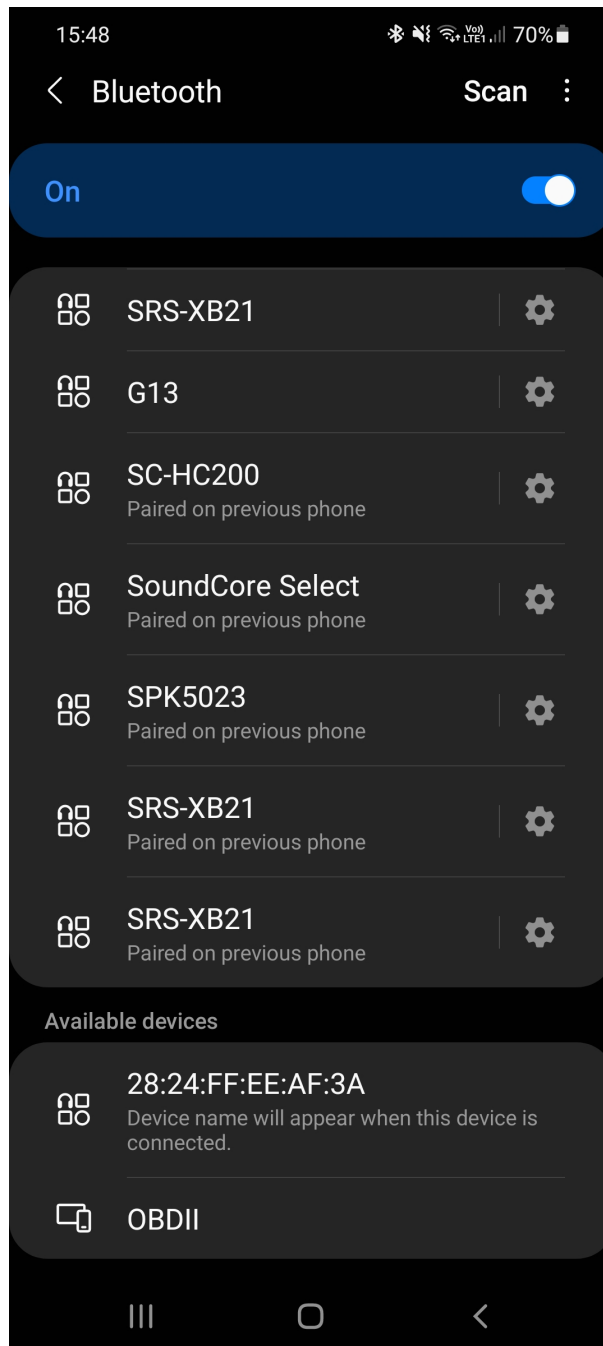 15:48 Vo)) LTE1 70%
Bluetooth Scan
On
SRS-XB21
G13
SC-HC200
Paired on previous phone
SoundCore Select
Paired on previous phone
SPK5023
Paired on previous phone
SRS-XB21
Paired on previous phone
SRS-XB21
Paired on previous phone
Available devices
28:24:FF:EE:AF:3A
Device name will appear when this device is
connected.
OBDII